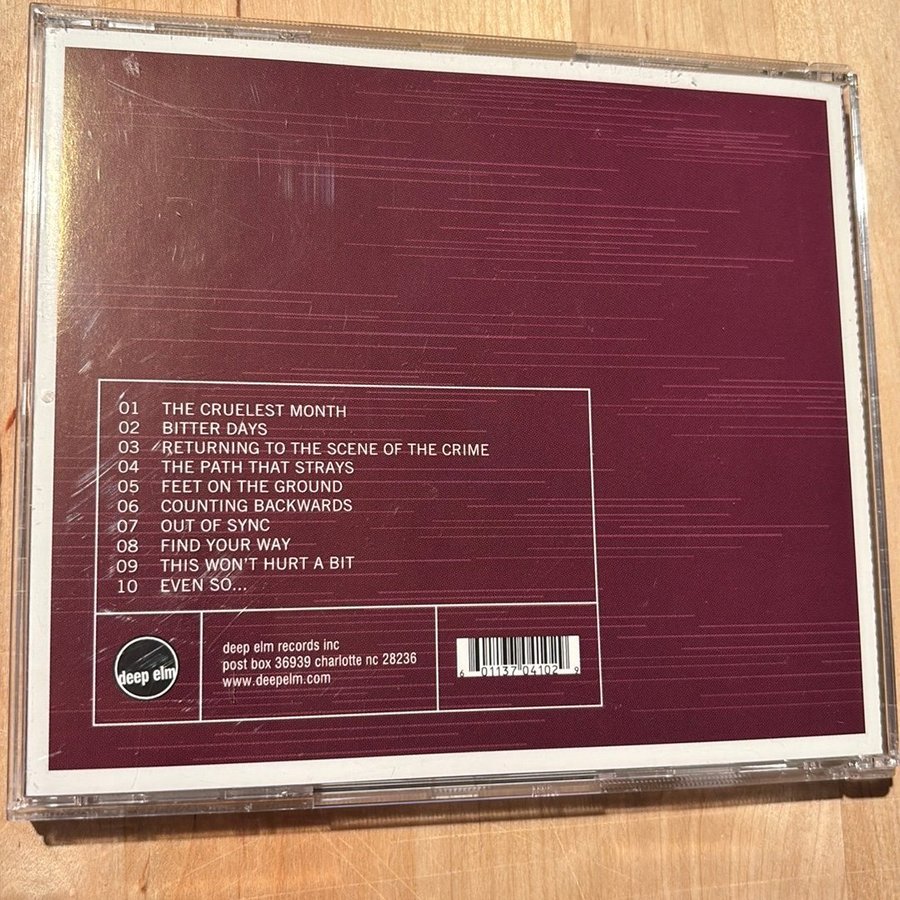 01 THE CRUELEST MONTH
02 BITTER DAYS
03 RETURNING TO THE SCENE OF THE CRIME
04 THE PATH THAT STRAYS
05 FEET ON THE GROUND
06 COUNTING BACKWARDS
07 OUT OF SYNC
08 FIND YOUR WAY
09 THIS WON'T HURT A BIT
10 EVEN SO...
deep elm
deep elm records inc
post box 36939 charlotte nc 28236
www.deepelm.com
6 01137 04102 9